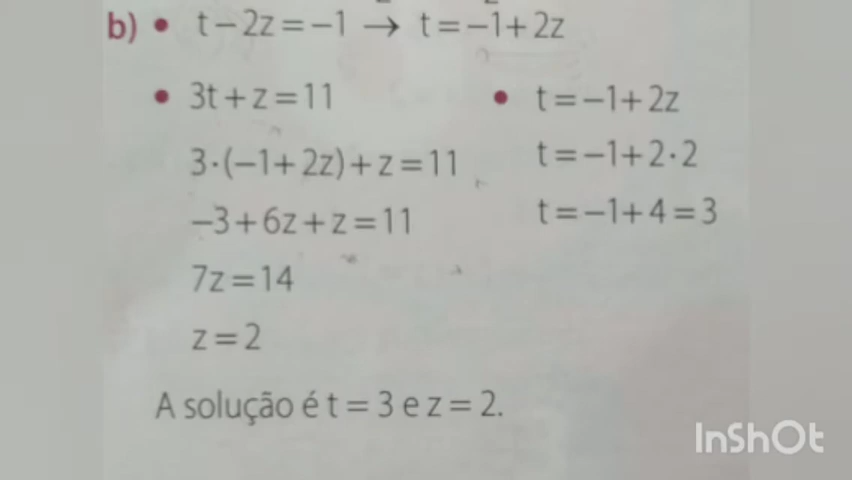 b) • t−2z=−1 → t=−1+2z
• 3t+z=11
3·(−1+2z)+z=11
−3+6z+z=11
7z=14
z=2
• t=−1+2z
t=−1+2·2
t=−1+4=3
A solução é t=3 e z=2.
InShOt